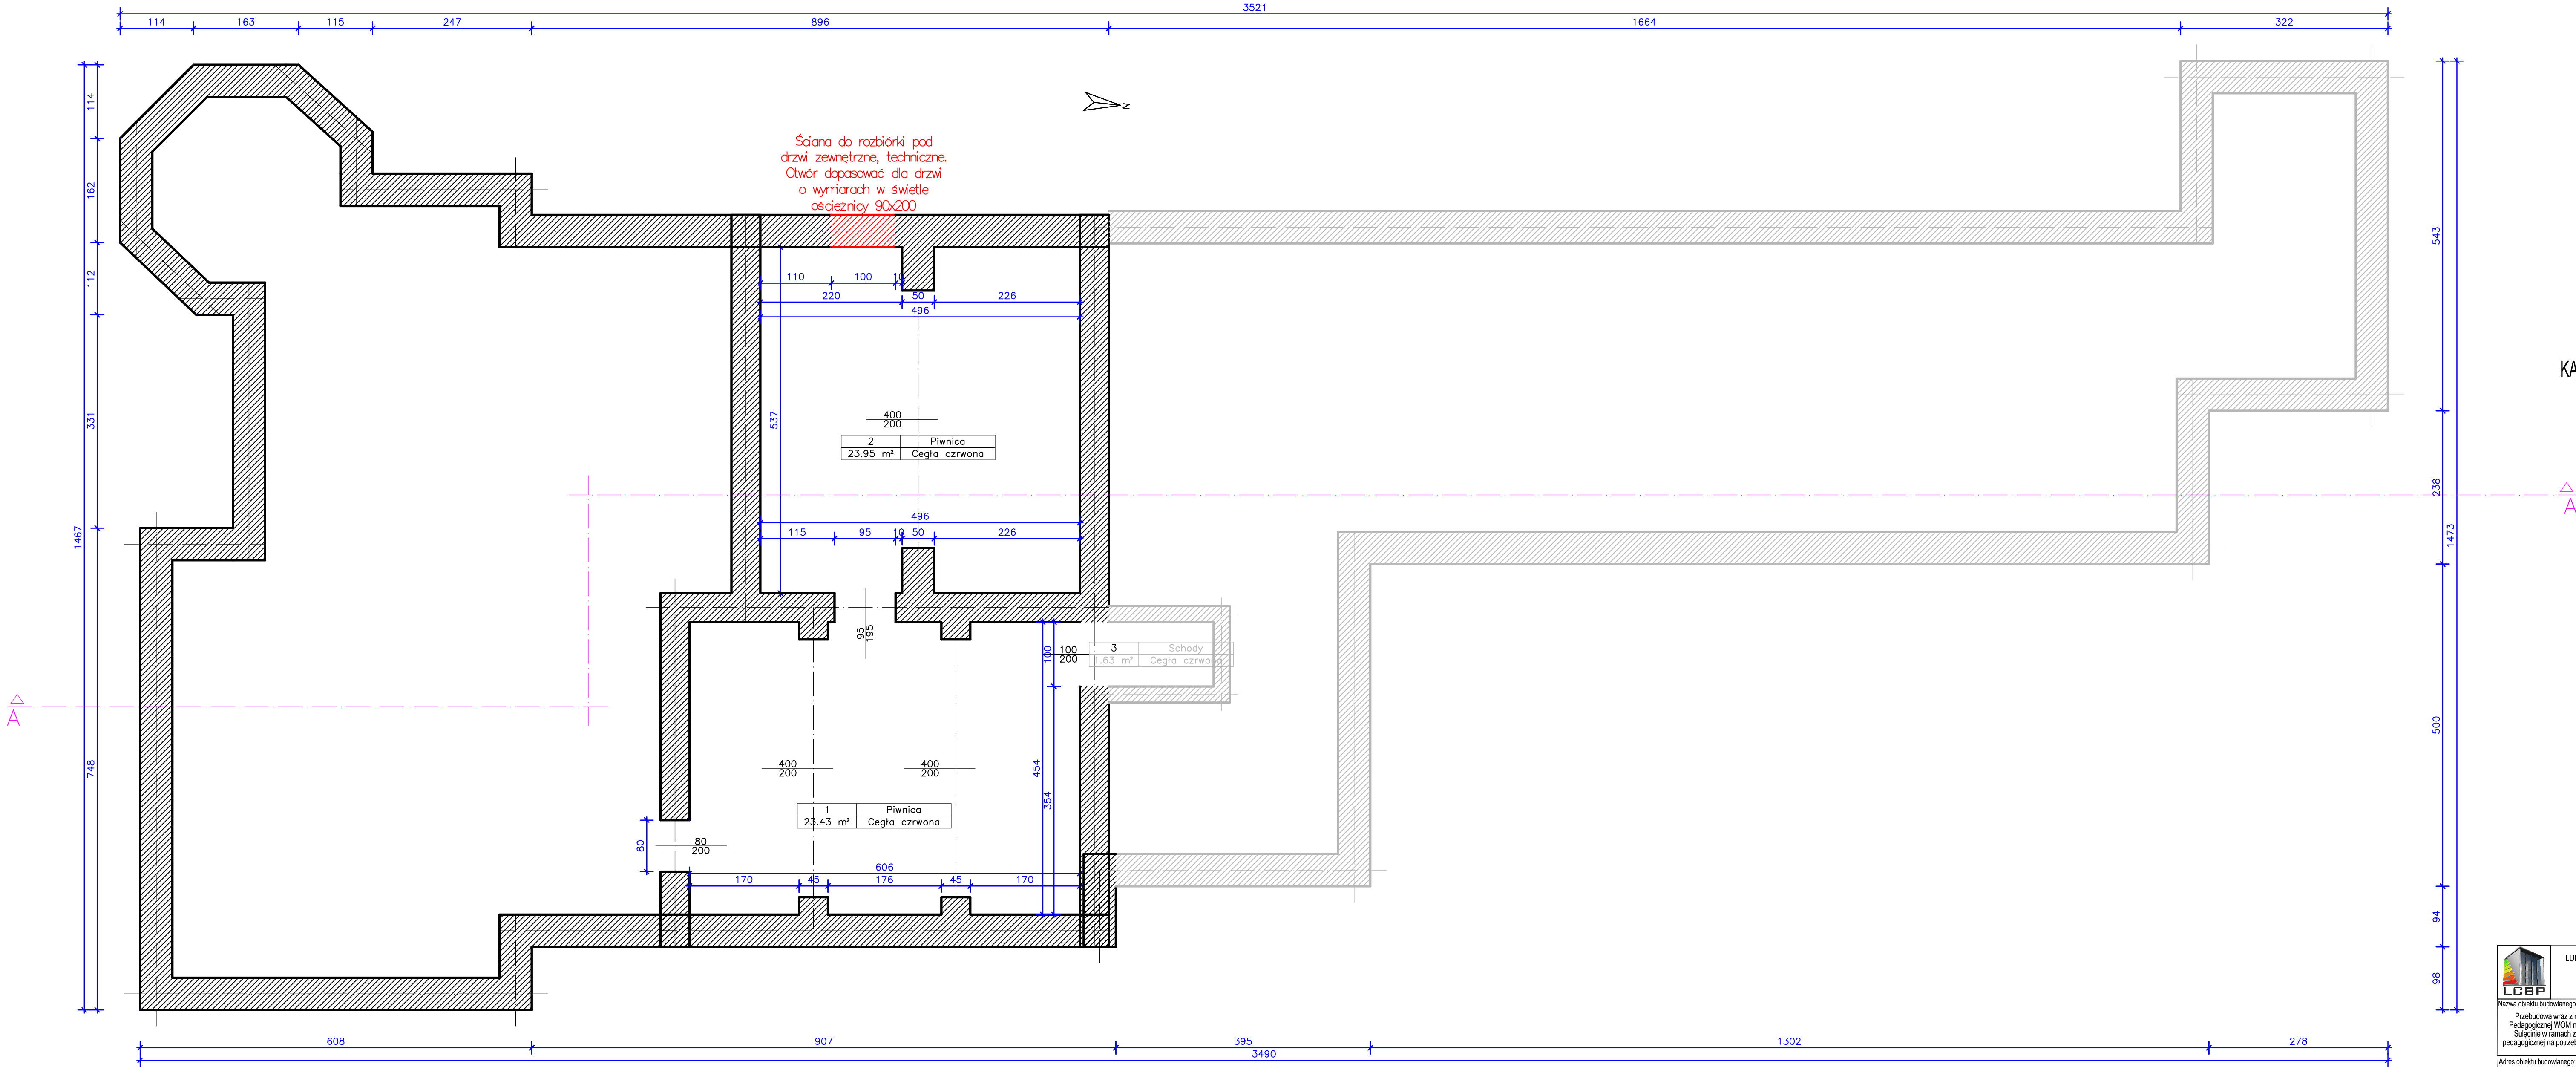 3521
114 163 115 247 896 1664 322
N
Ściana do rozbiórki pod
drzwi zewnętrzne, techniczne.
Otwór dopasować dla drzwi
o wymiarach w świetle
ościeżnicy 90x200
114
162
112
331
748
1467
110 100 10
220 50 226
496
537
400
200
2 Piwnica
23.95 m² Cegła czrwona
496
115 95 10 50 226
95
195
100
200
100
3 Schody
1.63 m² Cegła czrwona
454
354
400
200
400
200
1 Piwnica
23.43 m² Cegła czrwona
80
80
200
606
170 45 176 45 170
A
A
543
238
1473
500
94
98
608 907 395 1302 278
3490
LCBP
Nazwa obiektu budowlanego
Przebudowa wraz z
Pedagogicznej WOM
Sulęcinie w ramach
pedagogicznej na
Adres obiektu budowlanego: